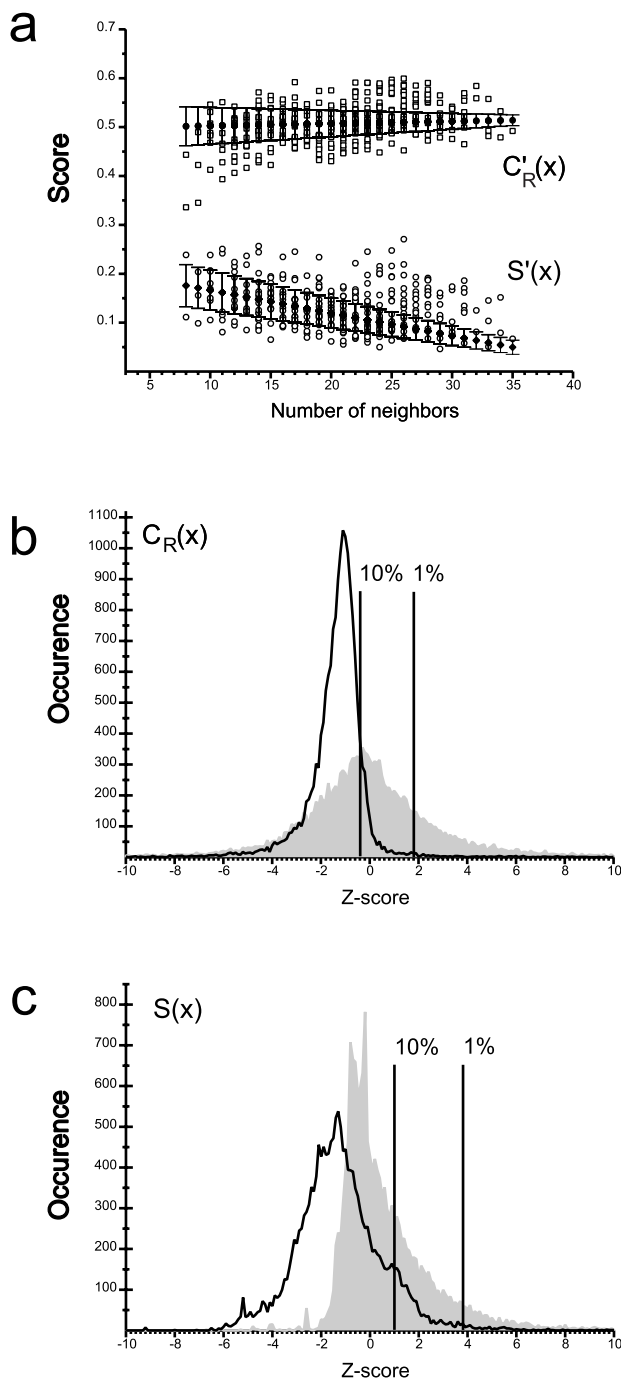 a
0.7
0.6
0.5
0.4
0.3
0.2
0.1
Score
C'R(x)
S'(x)
5 10 15 20 25 30 35 40
Number of neighbors
b
CR(x)
1100
1000
900
800
700
600
500
400
300
200
100
Occurence
10% 1%
-10 -8 -6 -4 -2 0 2 4 6 8 10
Z-score
c
S(x)
800
700
600
500
400
300
200
100
Occurence
10% 1%
-10 -8 -6 -4 -2 0 2 4 6 8 10
Z-score